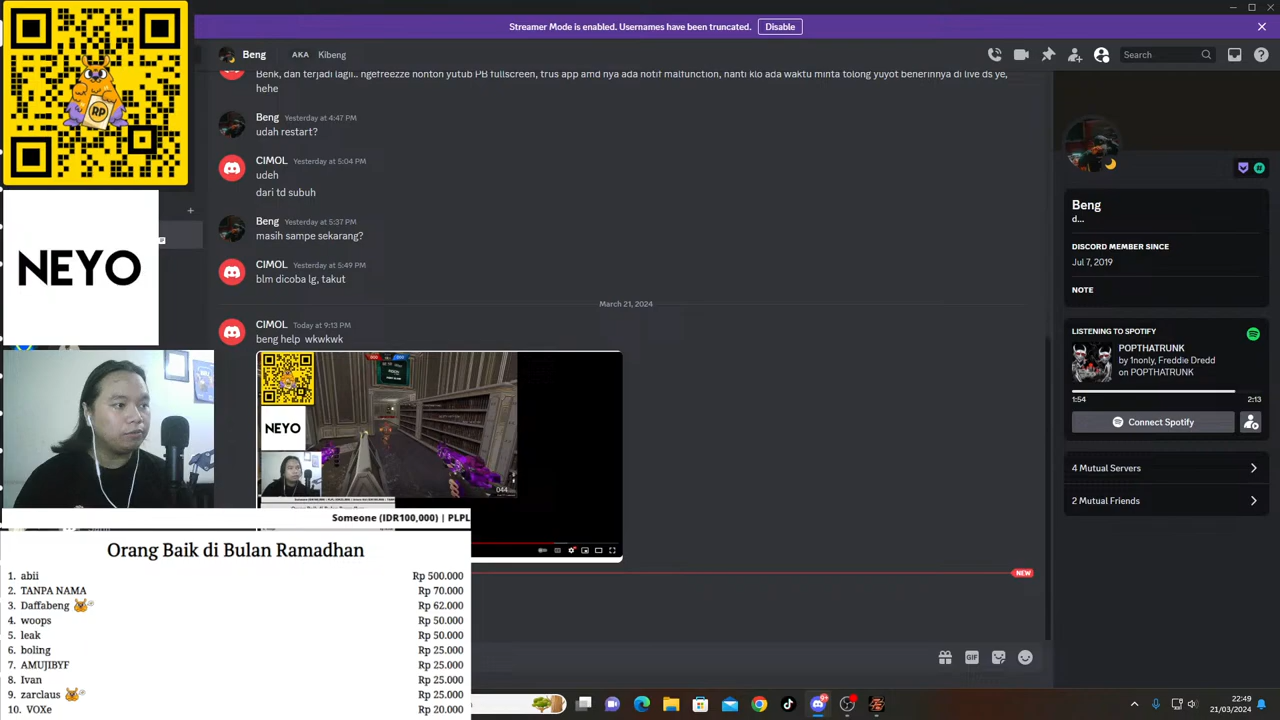 Streamer Mode is enabled. Usernames have been truncated.
Disable
Beng AKA Kibeng
Search
Benk, dan terjadi lagii.. ngefreezze nonton yutub PB fullscreen, trus app amd nya ada notif malfunction, nanti klo ada waktu minta tolong yuyot benerinnya di live ds ye,
hehe
Beng Yesterday at 4:47 PM
udah restart?
CIMOL Yesterday at 5:04 PM
udeh
dari td subuh
Beng Yesterday at 5:37 PM
masih sampe sekarang?
CIMOL Yesterday at 5:49 PM
blm dicoba lg, takut
March 21, 2024
CIMOL Today at 9:13 PM
beng help wkwkwk
RP
NEYO
NEYO
044
NEW
GIF
Beng
d...
DISCORD MEMBER SINCE
Jul 7, 2019
NOTE
LISTENING TO SPOTIFY
POPTHATRUNK
by 1nonly, Freddie Dredd
on POPTHATRUNK
1:54
2:13
Connect Spotify
4 Mutual Servers
2 Mutual Friends
Someone (IDR100,000) | PLPL
Orang Baik di Bulan Ramadhan
1. abii Rp 500.000
2. TANPA NAMA Rp 70.000
3. Daffabeng Rp 62.000
4. woops Rp 50.000
5. leak Rp 50.000
6. boling Rp 25.000
7. AMUJIBYF Rp 25.000
8. Ivan Rp 25.000
9. zarclaus Rp 25.000
10. VOXe Rp 20.000
22:49
21/03/2024